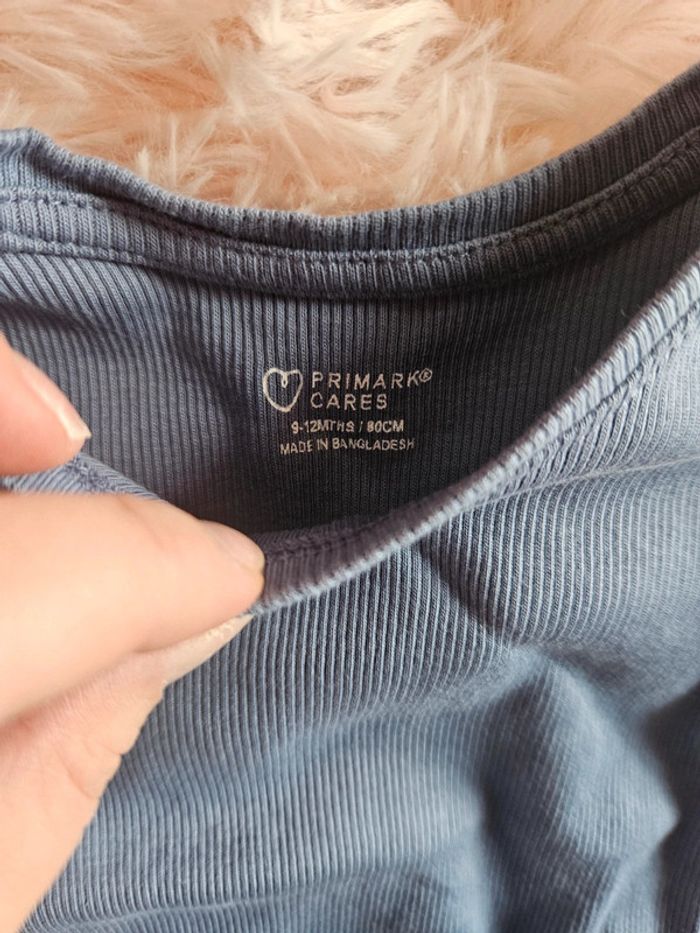 PRIMARK®
CARES
9-12MTHS / 80CM
MADE IN BANGLADESH